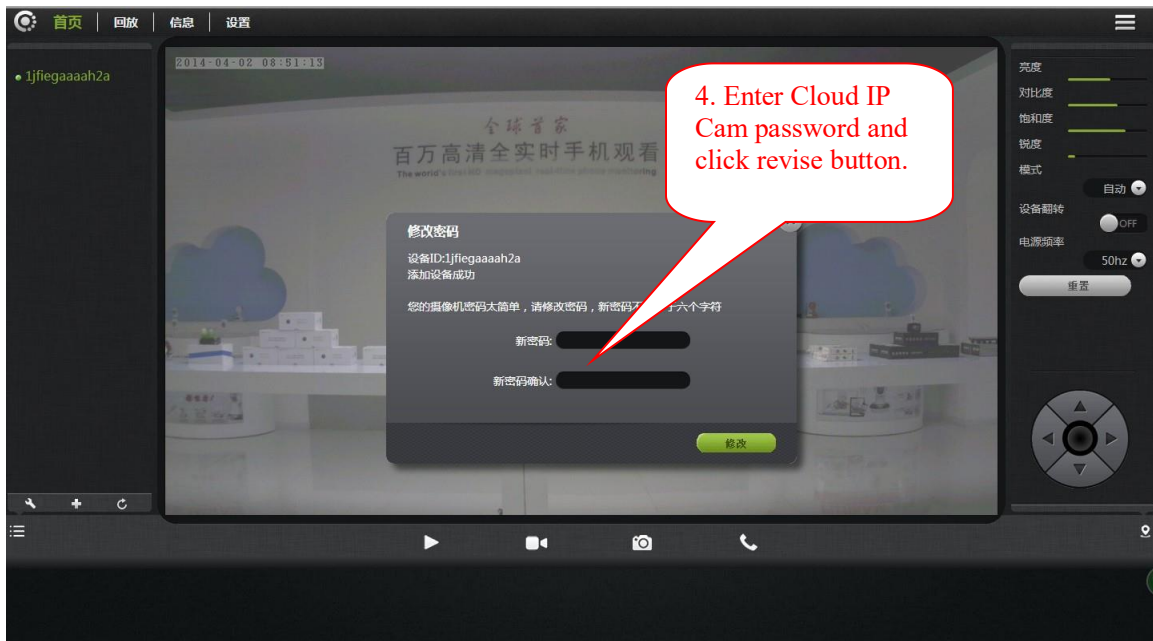 首页 回放 信息 设置
1jfiegaaaah2a
2014-04-02 08:51:13
全球首家
百万高清全实时手机观看
4. Enter Cloud IP
Cam password and
click revise button.
修改密码
设备ID:1jfiegaaaah2a
添加设备成功
您的摄像机密码太简单，请修改密码，新密码不 六个字符
新密码:
新密码确认:
修改
亮度
对比度
饱和度
锐度
模式
自动
设备翻转
OFF
电源频率
50hz
重置